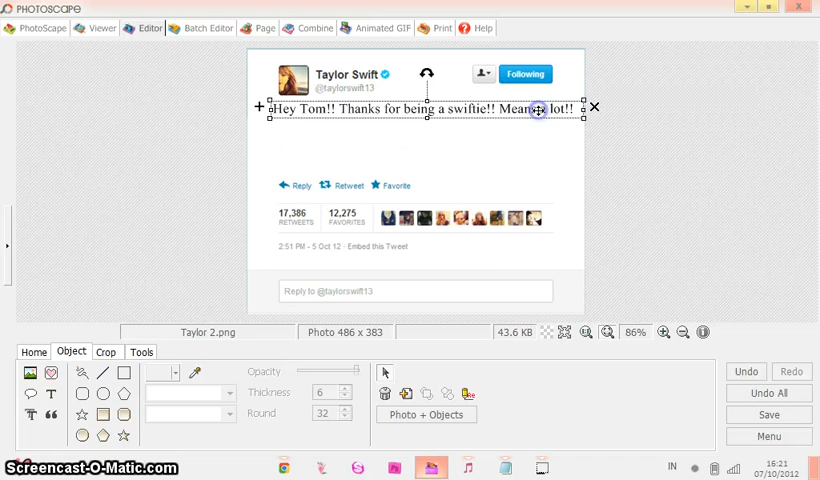 PHOTOSCAPE
PhotoScape Viewer Editor Batch Editor Page Combine Animated GIF Print Help
Taylor Swift
@taylorswift13
Following
Hey Tom!! Thanks for being a swiftie!! Means a lot!!
Reply Retweet Favorite
17,386 12,275
RETWEETS FAVORITES
2:51 PM - 5 Oct 12 · Embed this Tweet
Reply to @taylorswift13
Taylor 2.png Photo 486 x 383 43.6 KB 86%
Home Object Crop Tools
Opacity
Thickness 6
Round 32
Photo + Objects
Undo Redo
Undo All
Save
Menu
Screencast-O-Matic.com
IN
16:21
07/10/2012